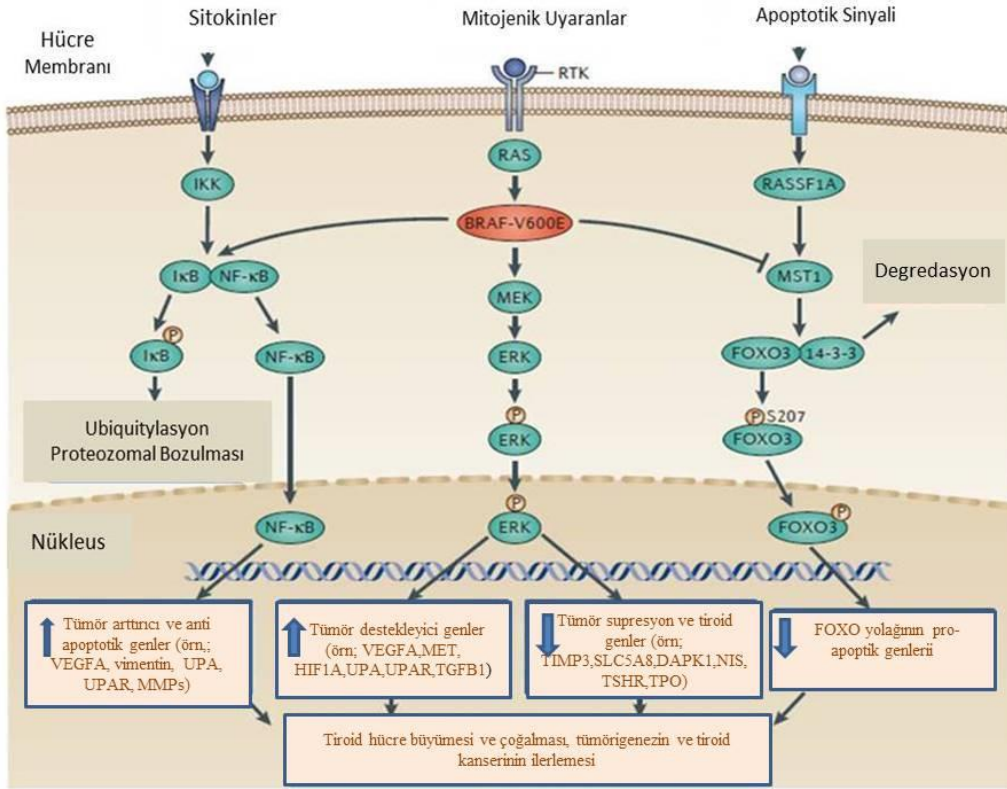 Sitokinler
Mitojenik Uyaranlar
Apoptotik Sinyali
Hücre
Membranı
RTK
IKK
RAS
RASSF1A
BRAF-V600E
IκB
NF-κB
MEK
MST1
Degredasyon
P
IκB
NF-κB
ERK
FOXO3
14-3-3
Ubiquitylasyon
Proteozomal Bozulması
P
ERK
P
S207
FOXO3
Nükleus
NF-κB
P
ERK
P
FOXO3
Tümör arttırıcı ve anti
apoptotik genler (örn,;
VEGFA, vimentin, UPA,
UPAR, MMPs)
Tümör destekleyici genler
(örn; VEGFA,MET,
HIF1A,UPA,UPAR,TGFB1)
Tümör supresyon ve tiroid
genler (örn;
TIMP3,SLC5A8,DAPK1,NIS,
TSHR,TPO)
FOXO yolağının pro-
apoptik genlerii
Tiroid hücre büyümesi ve çoğalması, tümörigenezin ve tiroid
kanserinin ilerlemesi